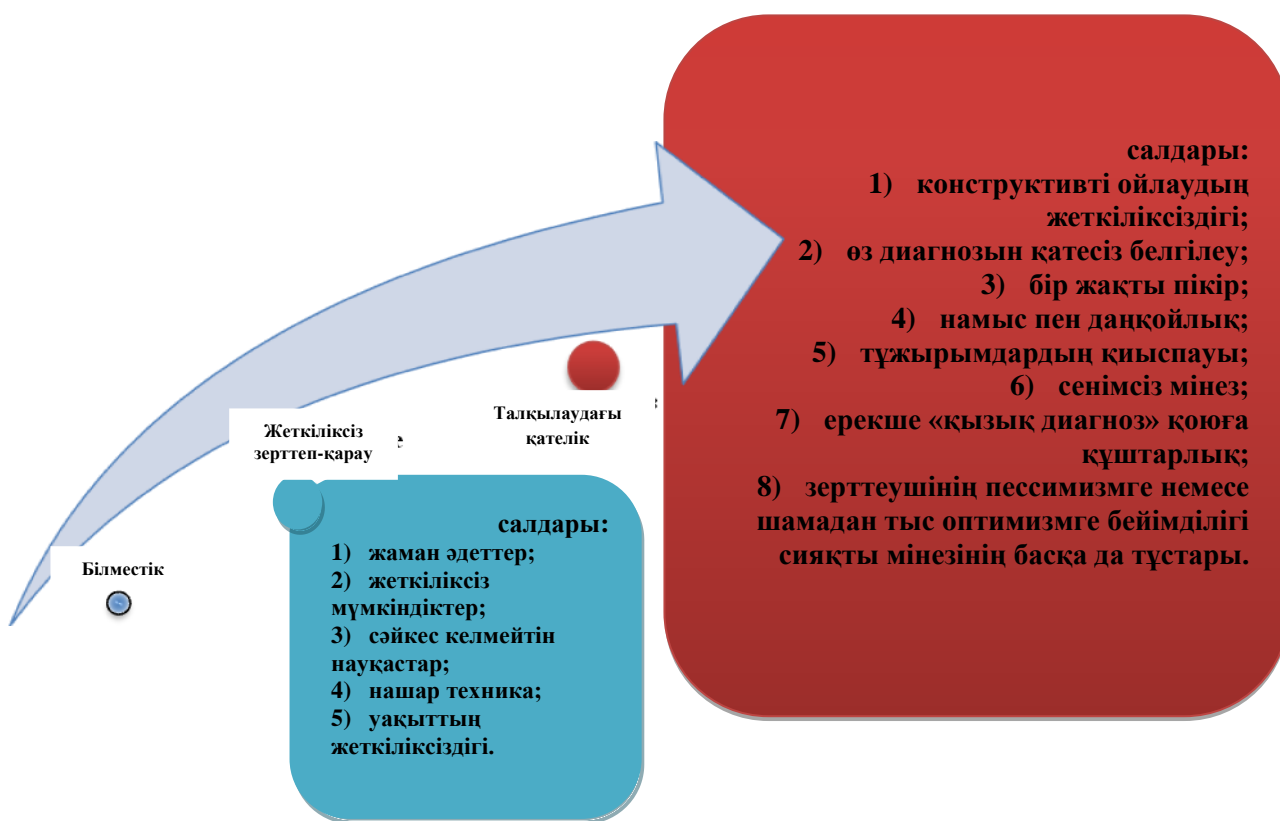 Білместік
Жеткіліксіз
зерттеп-қарау
Талқылаудағы
қателік
салдары:
1) жаман әдеттер;
2) жеткіліксіз
мүмкіндіктер;
3) сәйкес келмейтін
науқастар;
4) нашар техника;
5) уақыттың
жеткіліксіздігі.
салдары:
1) конструктивті ойлаудың
жеткіліксіздігі;
2) өз диагнозын қатесіз белгілеу;
3) бір жақты пікір;
4) намыс пен даңқойлық;
5) тұжырымдардың қиыспауы;
6) сенімсіз мінез;
7) ерекше «қызық диагноз» қоюға
құштарлық;
8) зерттеушінің пессимизмге немесе
шамадан тыс оптимизмге бейімділігі
сияқты мінезінің басқа да тұстары.